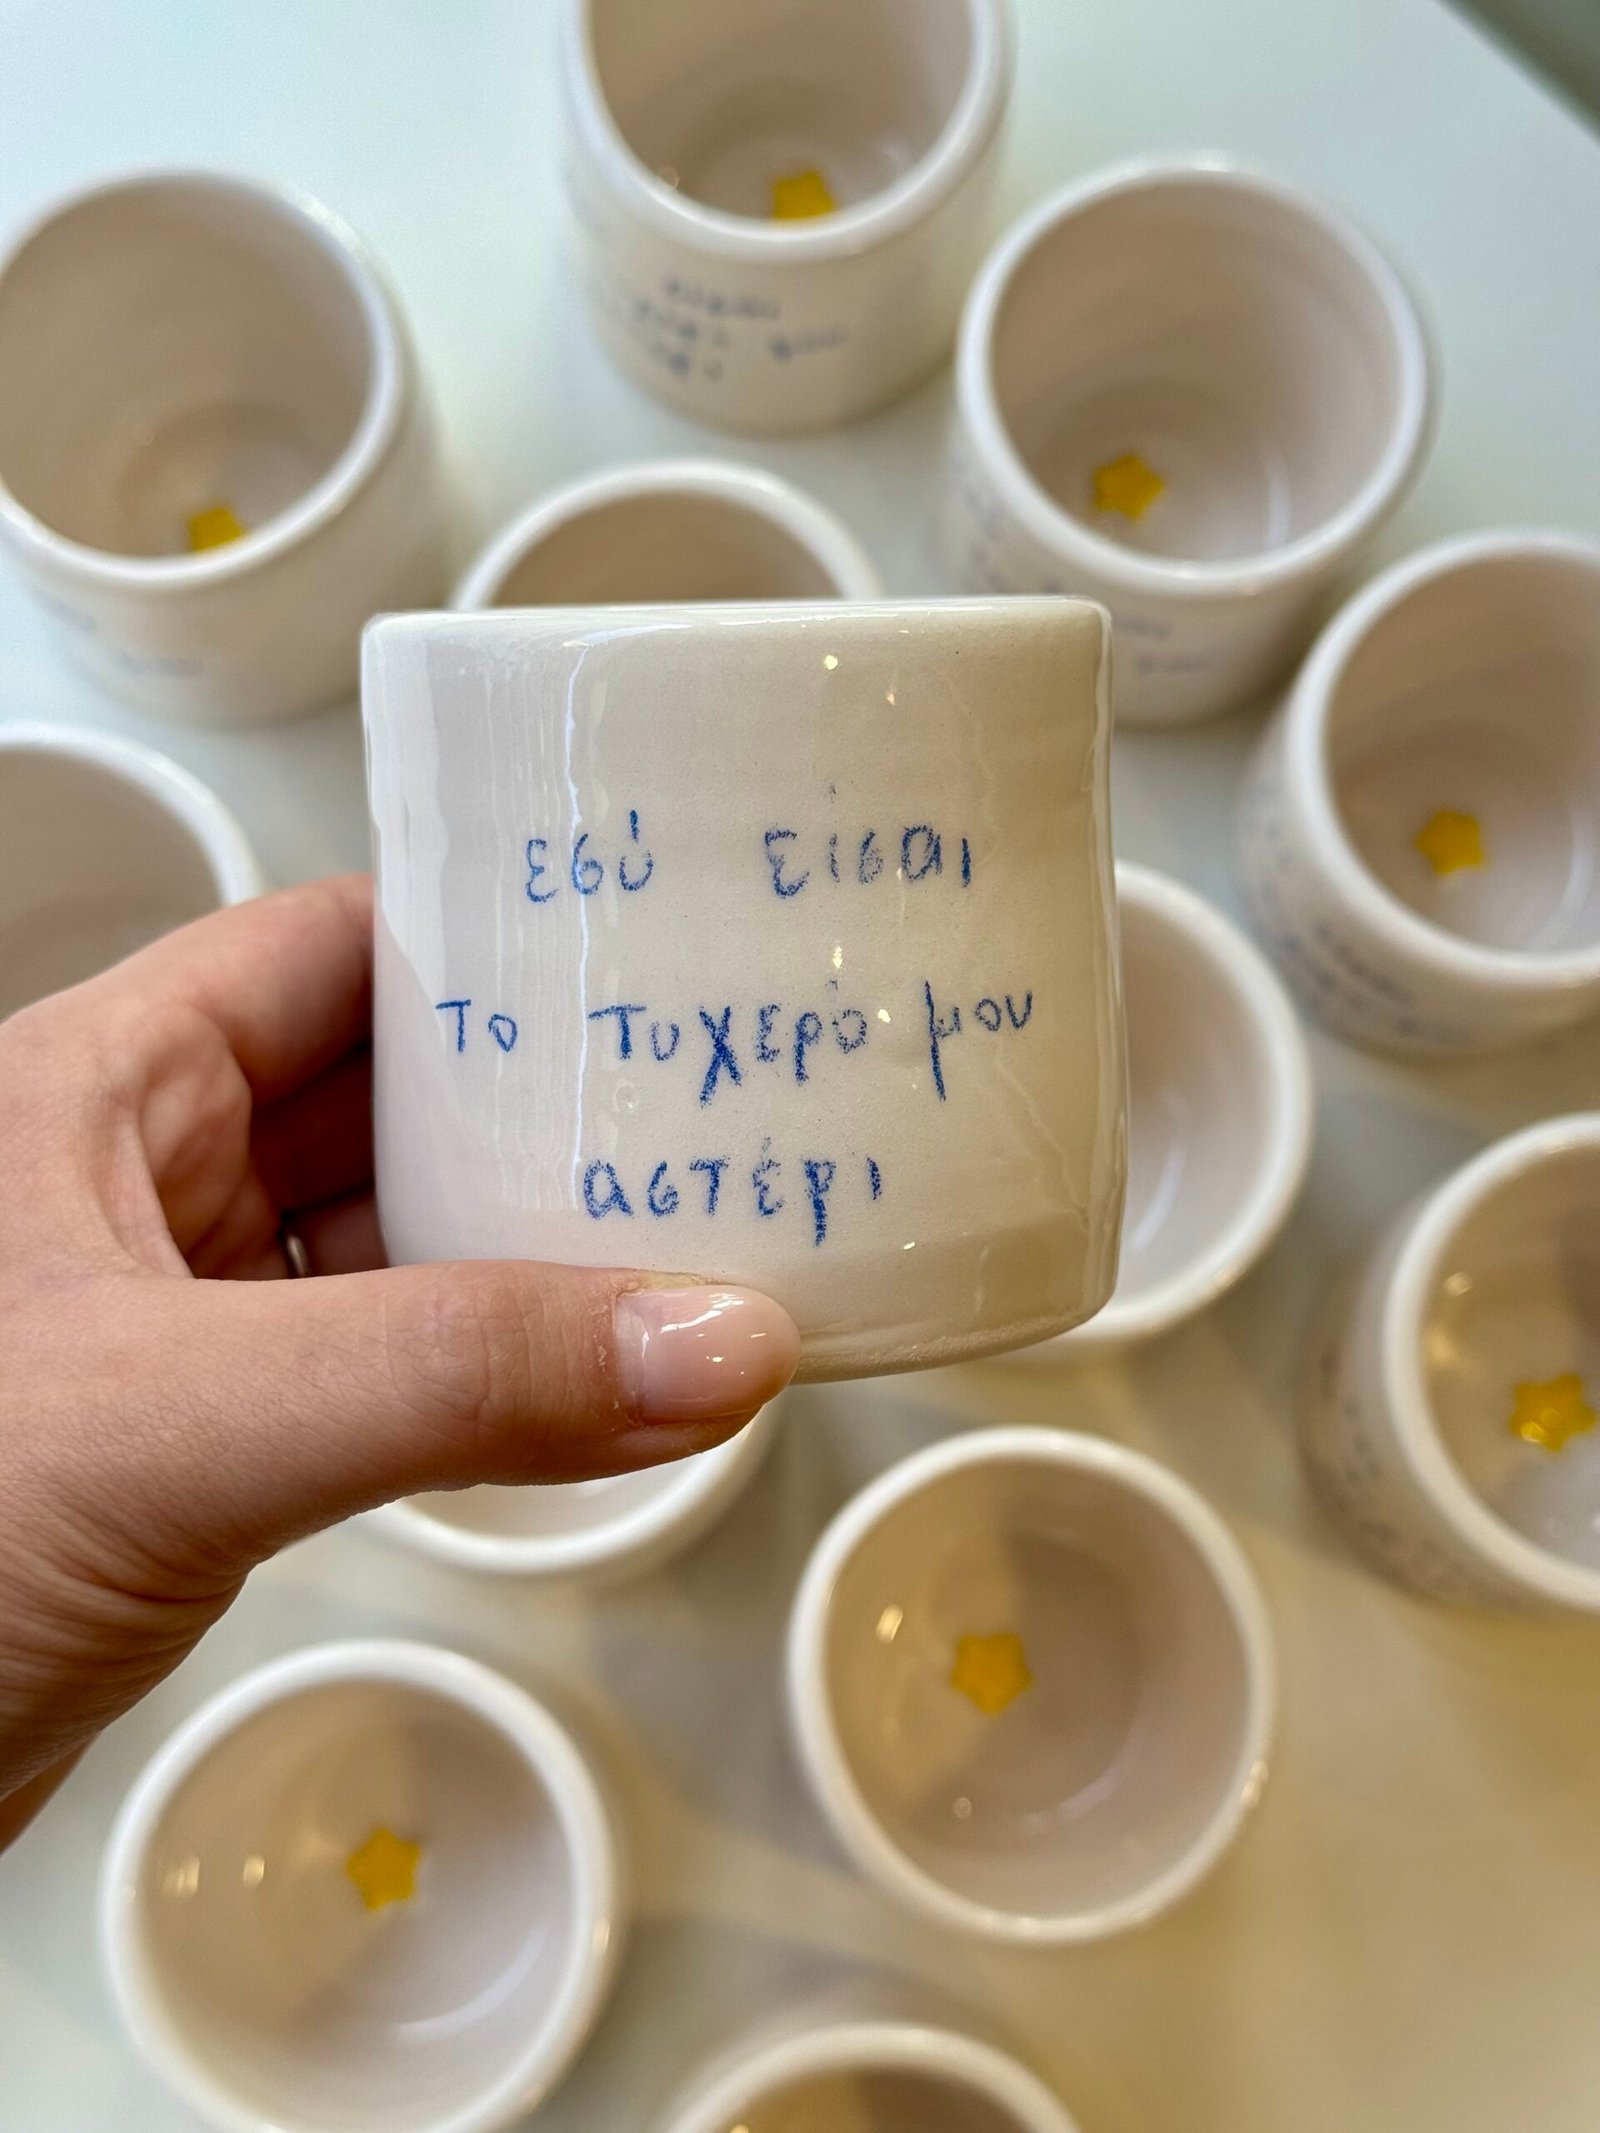 εσύ είσαι
το τυχερό μου
αστέρι